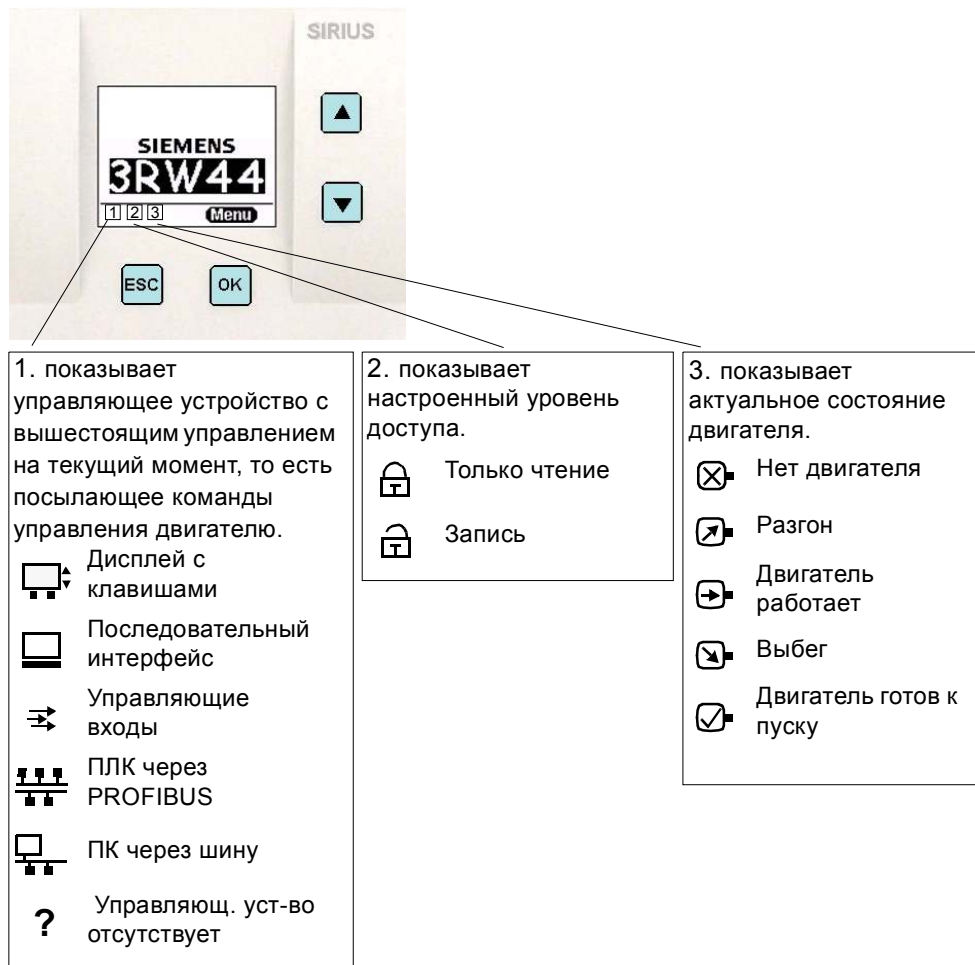 SIRIUS
SIEMENS
3RW44
1 2 3 Menu
ESC OK
1. показывает
управляющее устройство с
вышестоящим управлением
на текущий момент, то есть
посылающее команды
управления двигателю.
Дисплей с
клавишами
Последовательный
интерфейс
Управляющие
входы
ПЛК через
PROFIBUS
ПК через шину
? Управляющ. уст-во
отсутствует
2. показывает
настроенный уровень
доступа.
Только чтение
Запись
3. показывает
актуальное состояние
двигателя.
Нет двигателя
Разгон
Двигатель
работает
Выбег
Двигатель готов к
пуску